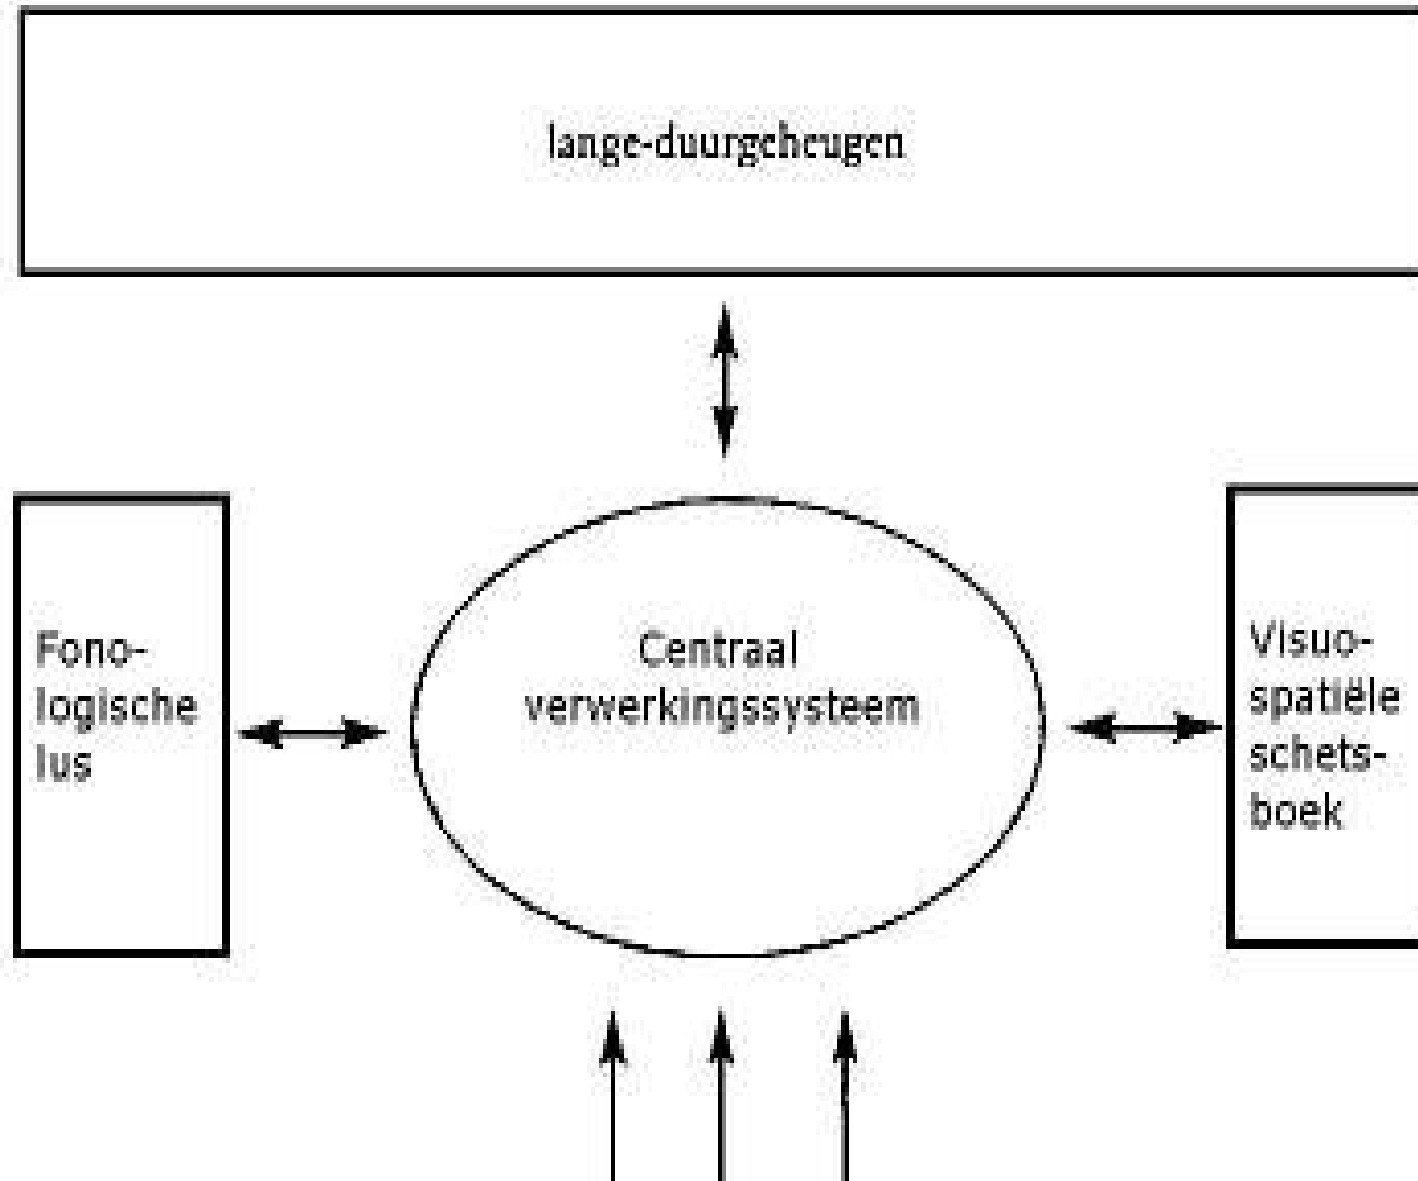 lange-duurgeheugen
Fono-
logische
lus
Centraal
verwerkingssysteem
Visuo-
spatiële
schets-
boek